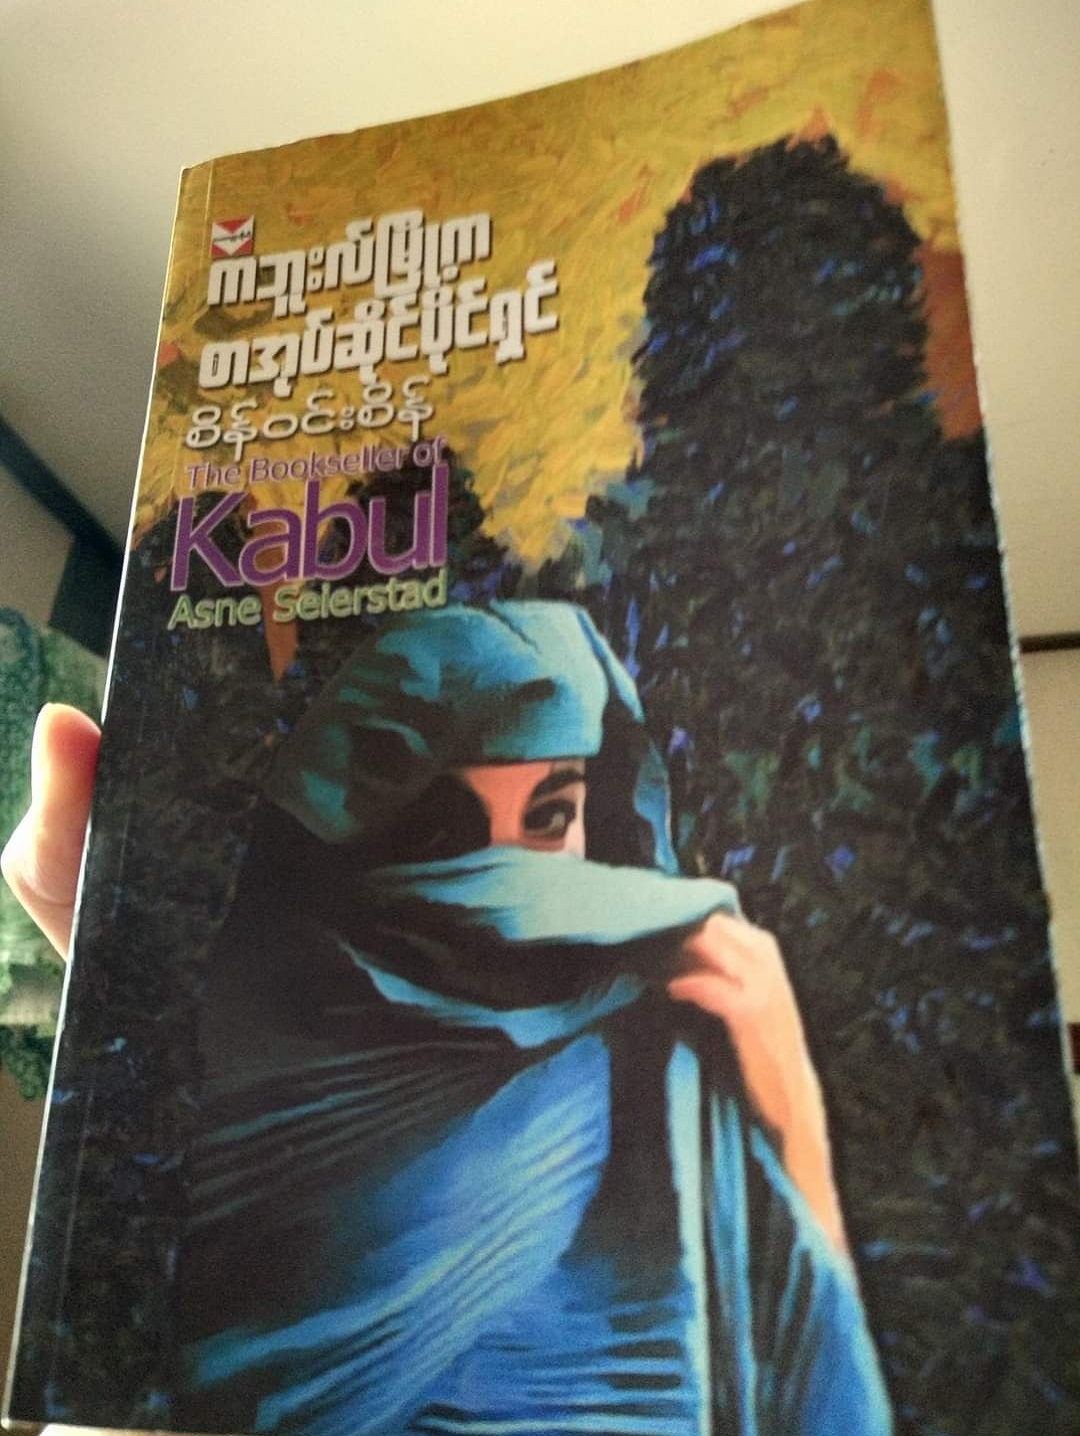 ကဘူးလ်မြို့က
စာအုပ်ဆိုင်ပိုင်ရှင်
စိန်ဝင်းစိန်
The Bookseller of
Kabul
Asne Seierstad